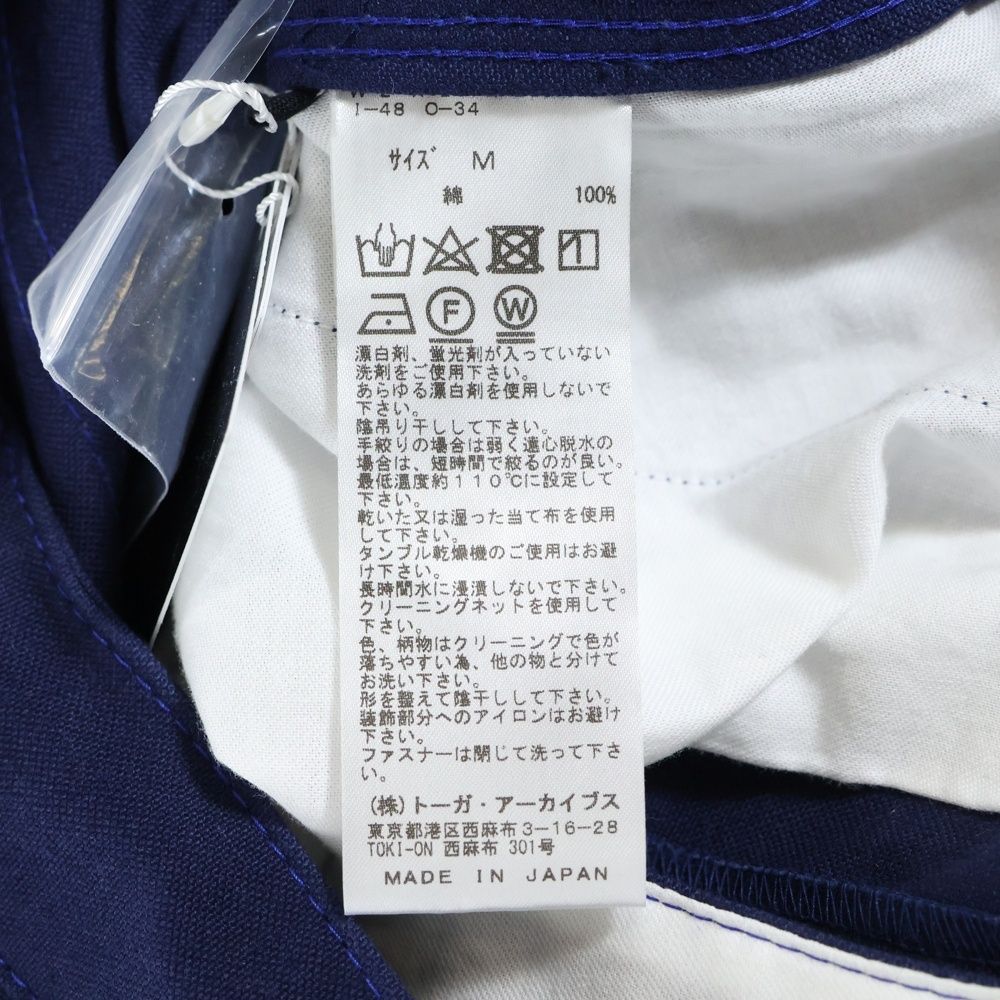 I-48 O-34
サイズ M
綿 100%
F W
漂白剤、蛍光剤が入っていない
洗剤をご使用下さい。
あらゆる漂白剤を使用しないで
下さい。
陰吊り干しして下さい。
手絞りの場合は弱く遠心脱水の
場合は、短時間で絞るのが良い。
最低温度約110℃に設定して
下さい。
乾いた又は湿った当て布を使用
して下さい。
タンブル乾燥機のご使用はお避
け下さい。
長時間水に浸漬しないで下さい。
クリーニングネットを使用して
下さい。
色、柄物はクリーニングで色が
落ちやすい為、他の物と分けて
お洗い下さい。
形を整えて陰干しして下さい。
装飾部分へのアイロンはお避け
下さい。
ファスナーは閉じて洗って下さ
い。
(株)トーガ・アーカイブス
東京都港区西麻布3-16-28
TOKI-ON 西麻布 301号
MADE IN JAPAN